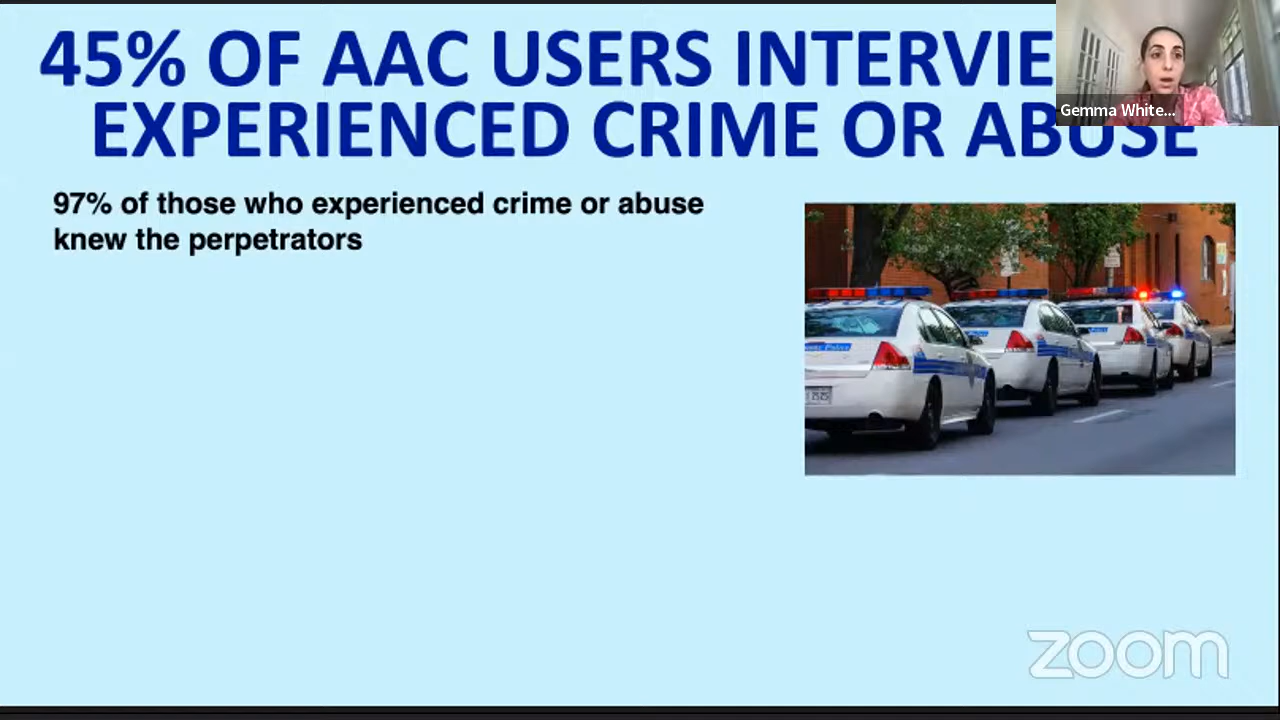 45% OF AAC USERS INTERVIE
EXPERIENCED CRIME OR ABUSE
Gemma White...
97% of those who experienced crime or abuse
knew the perpetrators
zoom